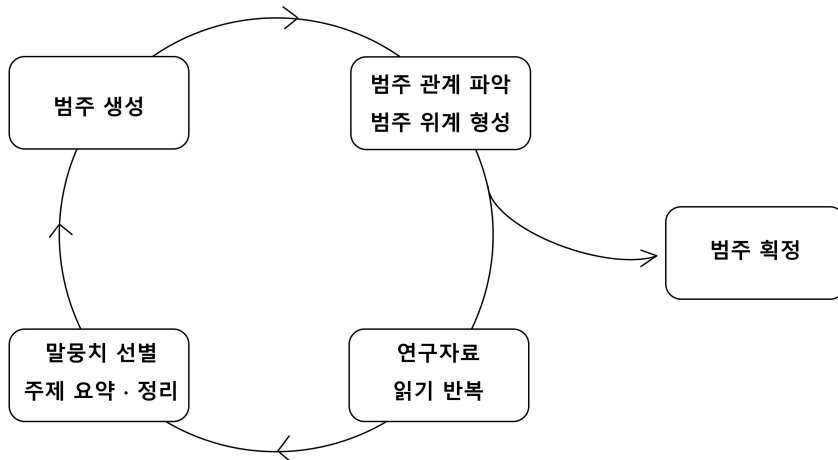 범주 생성
범주 관계 파악
범주 위계 형성
범주 획정
말뭉치 선별
주제 요약 · 정리
연구자료
읽기 반복